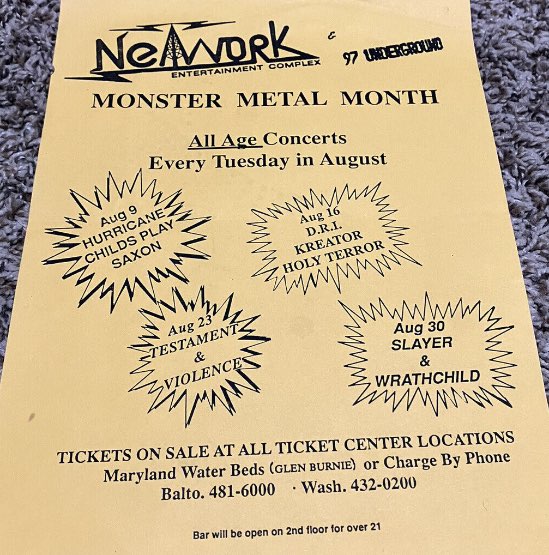 NETWORK & 97 UNDERGROUND
ENTERTAINMENT COMPLEX
MONSTER METAL MONTH
All Age Concerts
Every Tuesday in August
Aug 9
HURRICANE
CHILDS PLAY
SAXON
Aug 16
D.R.I.
KREATOR
HOLY TERROR
Aug 23
TESTAMENT
&
VIOLENCE
Aug 30
SLAYER
&
WRATHCHILD
TICKETS ON SALE AT ALL TICKET CENTER LOCATIONS
Maryland Water Beds (GLEN BURNIE) or Charge By Phone
Balto. 481-6000 · Wash. 432-0200
Bar will be open on 2nd floor for over 21